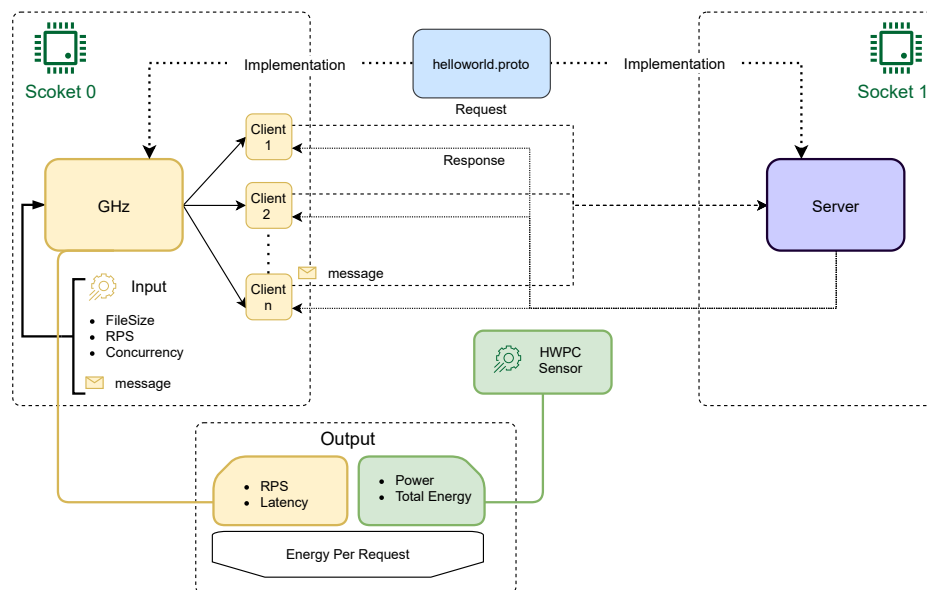 Scoket 0
Implementation
helloworld.proto
Implementation
Socket 1
Request
Client
1
Response
GHz
Client
2
Server
message
Client
n
Input
FileSize
RPS
Concurrency
message
HWPC
Sensor
Output
RPS
Latency
Power
Total Energy
Energy Per Request